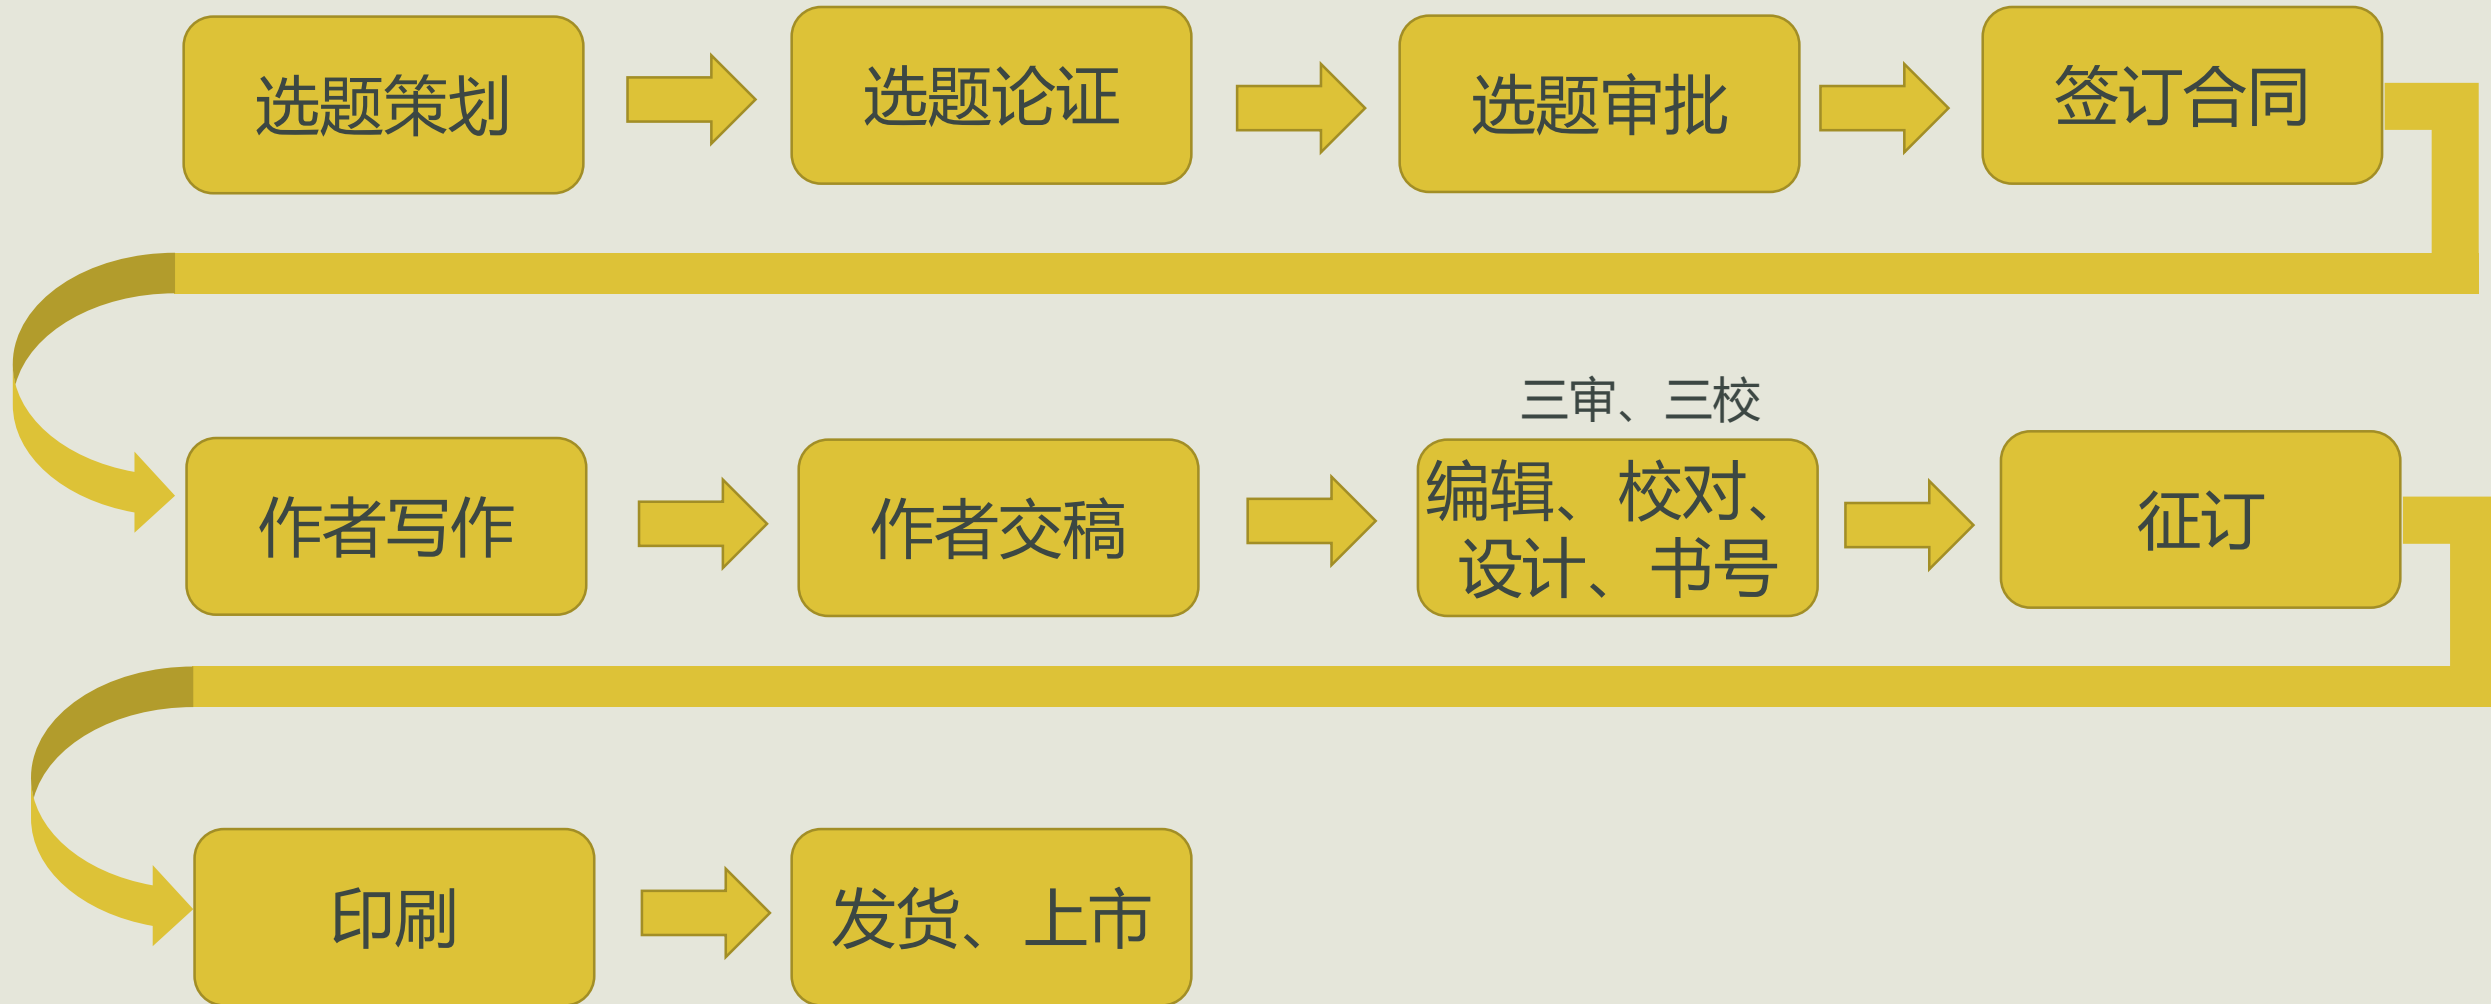 选题策划
选题论证
选题审批
签订合同
作者写作
作者交稿
三审、三校
编辑、校对、
设计、书号
征订
印刷
发货、上市